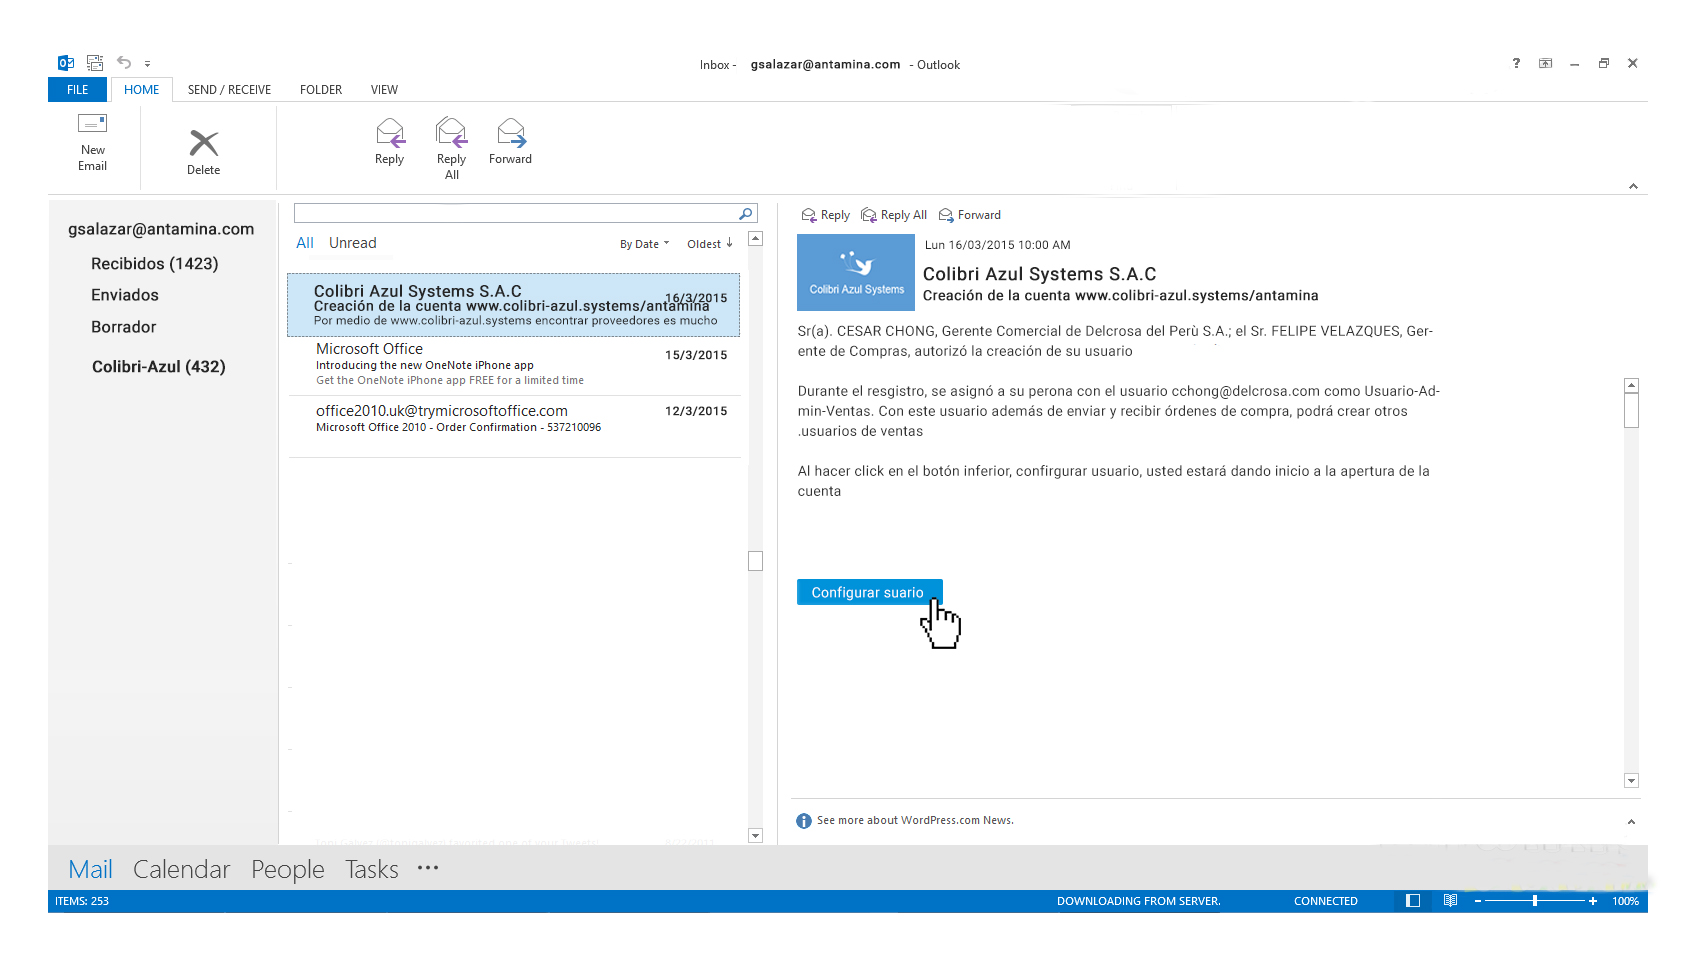 Inbox - gsalazar@antamina.com - Outlook
?
FILE HOME SEND / RECEIVE FOLDER VIEW
New
Email
Delete
Reply
Reply
All
Forward
gsalazar@antamina.com
Recibidos (1423)
Enviados
Borrador
Colibri-Azul (432)
All Unread
By Date Oldest
Colibri Azul Systems S.A.C
Creación de la cuenta www.colibri-azul.systems/antamina
16/3/2015
Por medio de www.colibri-azul.systems encontrar proveedores es mucho
Microsoft Office
15/3/2015
Introducing the new OneNote iPhone app
Get the OneNote iPhone app FREE for a limited time
office2010.uk@trymicrosoftoffice.com
12/3/2015
Microsoft Office 2010 - Order Confirmation - 537210096
Reply Reply All Forward
Colibri Azul Systems
Lun 16/03/2015 10:00 AM
Colibri Azul Systems S.A.C
Creación de la cuenta www.colibri-azul.systems/antamina
Sr(a). CESAR CHONG, Gerente Comercial de Delcrosa del Perù S.A.; el Sr. FELIPE VELAZQUES, Ger-
ente de Compras, autorizó la creación de su usuario
Durante el resgistro, se asignó a su perona con el usuario cchong@delcrosa.com como Usuario-Ad-
min-Ventas. Con este usuario además de enviar y recibir órdenes de compra, podrá crear otros
.usuarios de ventas
Al hacer click en el botón inferior, confirgurar usuario, usted estará dando inicio a la apertura de la
cuenta
Configurar suario
See more about WordPress.com News.
Mail Calendar People Tasks ···
ITEMS: 253
DOWNLOADING FROM SERVER.
CONNECTED
- + 100%